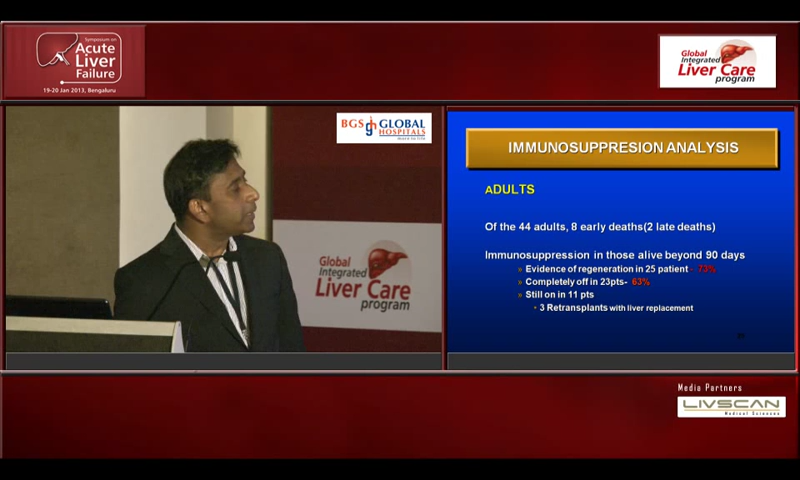 Symposium on
Acute
Liver
Failure
19-20 Jan 2013, Bengaluru
Global
Integrated
Liver Care
program
BGS GLOBAL
HOSPITALS
Global
Integrated
Liver Care
program
IMMUNOSUPPRESION ANALYSIS
ADULTS
Of the 44 adults, 8 early deaths(2 late deaths)
Immunosuppression in those alive beyond 90 days
» Evidence of regeneration in 25 patient - 73%
» Completely off in 23pts- 63%
» Still on in 11 pts
• 3 Retransplants with liver replacement
Media Partners
LIVSCAN
Medical Sciences